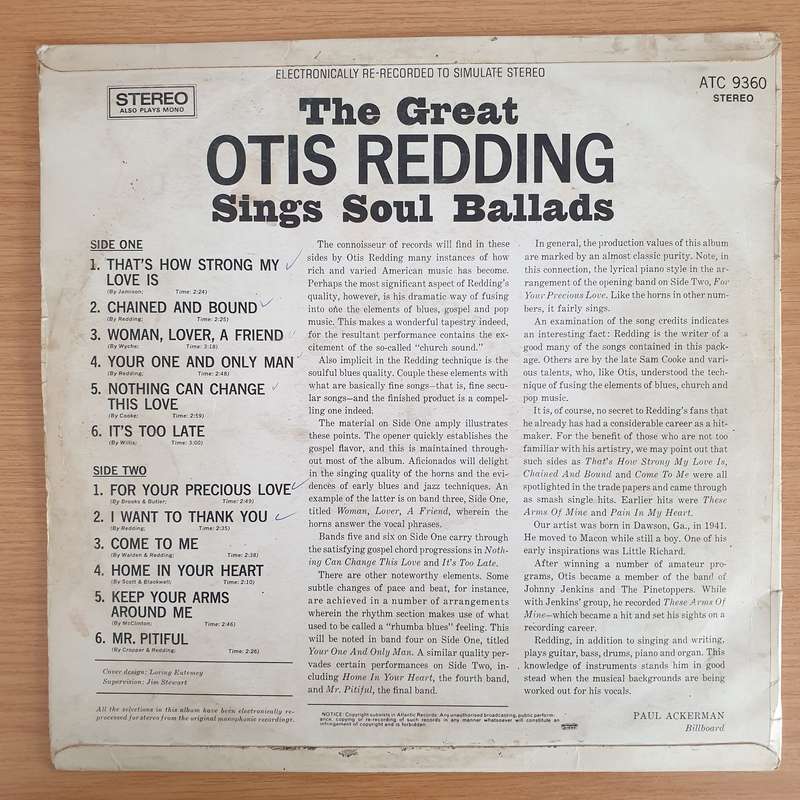 ELECTRONICALLY RE-RECORDED TO SIMULATE STEREO
STEREO
ALSO PLAYS MONO
ATC 9360
STEREO
The Great
OTIS REDDING
Sings Soul Ballads
SIDE ONE
1. THAT'S HOW STRONG MY
LOVE IS
(By Jamison; Time: 2:24)
2. CHAINED AND BOUND
(By Redding; Time: 2:25)
3. WOMAN, LOVER, A FRIEND
(By Wyche; Time: 3:18)
4. YOUR ONE AND ONLY MAN
(By Redding; Time: 2:48)
5. NOTHING CAN CHANGE
THIS LOVE
(By Cooke; Time: 2:59)
6. IT'S TOO LATE
(By Willis; Time: 3:00)
SIDE TWO
1. FOR YOUR PRECIOUS LOVE
(By Brooks & Butler; Time: 2:49)
2. I WANT TO THANK YOU
(By Redding; Time: 2:35)
3. COME TO ME
(By Walden & Redding; Time: 2:38)
4. HOME IN YOUR HEART
(By Scott & Blackwell; Time: 2:10)
5. KEEP YOUR ARMS
AROUND ME
(By McClinton; Time: 2:46)
6. MR. PITIFUL
(By Cropper & Redding; Time: 2:26)
Cover design: Loring Eutemey
Supervision: Jim Stewart
All the selections in this album have been electronically re-
processed for stereo from the original monophonic recordings.
The connoisseur of records will find in these
sides by Otis Redding many instances of how
rich and varied American music has become.
Perhaps the most significant aspect of Redding's
quality, however, is his dramatic way of fusing
into one the elements of blues, gospel and pop
music. This makes a wonderful tapestry indeed,
for the resultant performance contains the ex-
citement of the so-called "church sound."
Also implicit in the Redding technique is the
soulful blues quality. Couple these elements with
what are basically fine songs—that is, fine secu-
lar songs—and the finished product is a compel-
ling one indeed.
The material on Side One amply illustrates
these points. The opener quickly establishes the
gospel flavor, and this is maintained through-
out most of the album. Aficionados will delight
in the singing quality of the horns and the evi-
dences of early blues and jazz techniques. An
example of the latter is on band three, Side One,
titled Woman, Lover, A Friend, wherein the
horns answer the vocal phrases.
Bands five and six on Side One carry through
the satisfying gospel chord progressions in Noth-
ing Can Change This Love and It's Too Late.
There are other noteworthy elements. Some
subtle changes of pace and beat, for instance,
are achieved in a number of arrangements
wherein the rhythm section makes use of what
used to be called a "rhumba blues" feeling. This
will be noted in band four on Side One, titled
Your One And Only Man. A similar quality per-
vades certain performances on Side Two, in-
cluding Home In Your Heart, the fourth band,
and Mr. Pitiful, the final band.
In general, the production values of this album
are marked by an almost classic purity. Note, in
this connection, the lyrical piano style in the ar-
rangement of the opening band on Side Two, For
Your Precious Love. Like the horns in other num-
bers, it fairly sings.
An examination of the song credits indicates
an interesting fact: Redding is the writer of a
good many of the songs contained in this pack-
age. Others are by the late Sam Cooke and vari-
ous talents, who, like Otis, understood the tech-
nique of fusing the elements of blues, church and
pop music.
It is, of course, no secret to Redding's fans that
he already has had a considerable career as a hit-
maker. For the benefit of those who are not too
familiar with his artistry, we may point out that
such sides as That's How Strong My Love Is,
Chained And Bound and Come To Me were all
spotlighted in the trade papers and came through
as smash single hits. Earlier hits were These
Arms Of Mine and Pain In My Heart.
Our artist was born in Dawson, Ga., in 1941.
He moved to Macon while still a boy. One of his
early inspirations was Little Richard.
After winning a number of amateur pro-
grams, Otis became a member of the band of
Johnny Jenkins and The Pinetoppers. While
with Jenkins' group, he recorded These Arms Of
Mine—which became a hit and set his sights on a
recording career.
Redding, in addition to singing and writing,
plays guitar, bass, drums, piano and organ. This
knowledge of instruments stands him in good
stead when the musical backgrounds are being
worked out for his vocals.
PAUL ACKERMAN
Billboard
NOTICE: Copyright subsists in Atlantic Records. Any unauthorised broadcasting, public perform-
ance, copying or re-recording of such records in any manner whatsoever will constitute an
infringement of copyright and is forbidden.